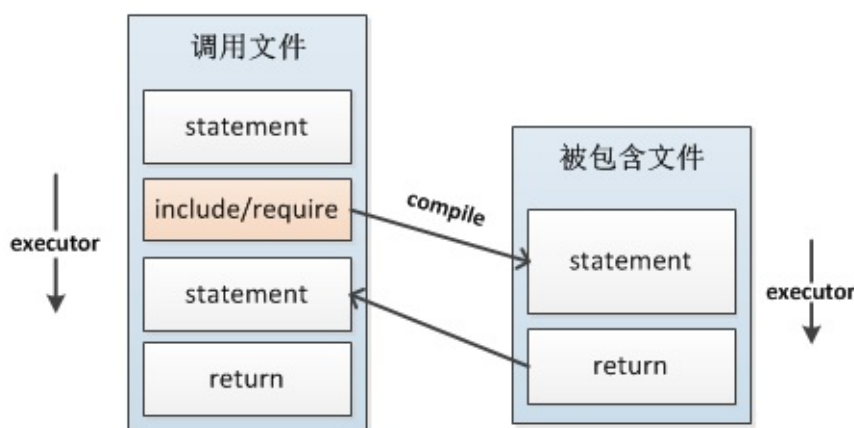 调用文件
statement
include/require
statement
return
executor
compile
被包含文件
statement
return
executor